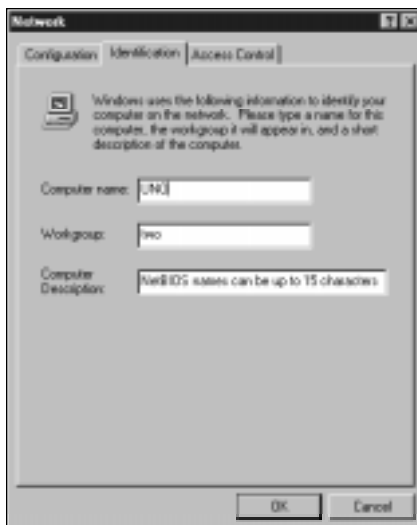 Network
Configuration Identification Access Control
Windows uses the following information to identify your
computer on the network. Please type a name for this
computer, the workgroup it will appear in, and a short
description of the computer.
Computer name: UNO
Workgroup: two
Computer
Description: NetBIOS names can be up to 15 characters
OK Cancel